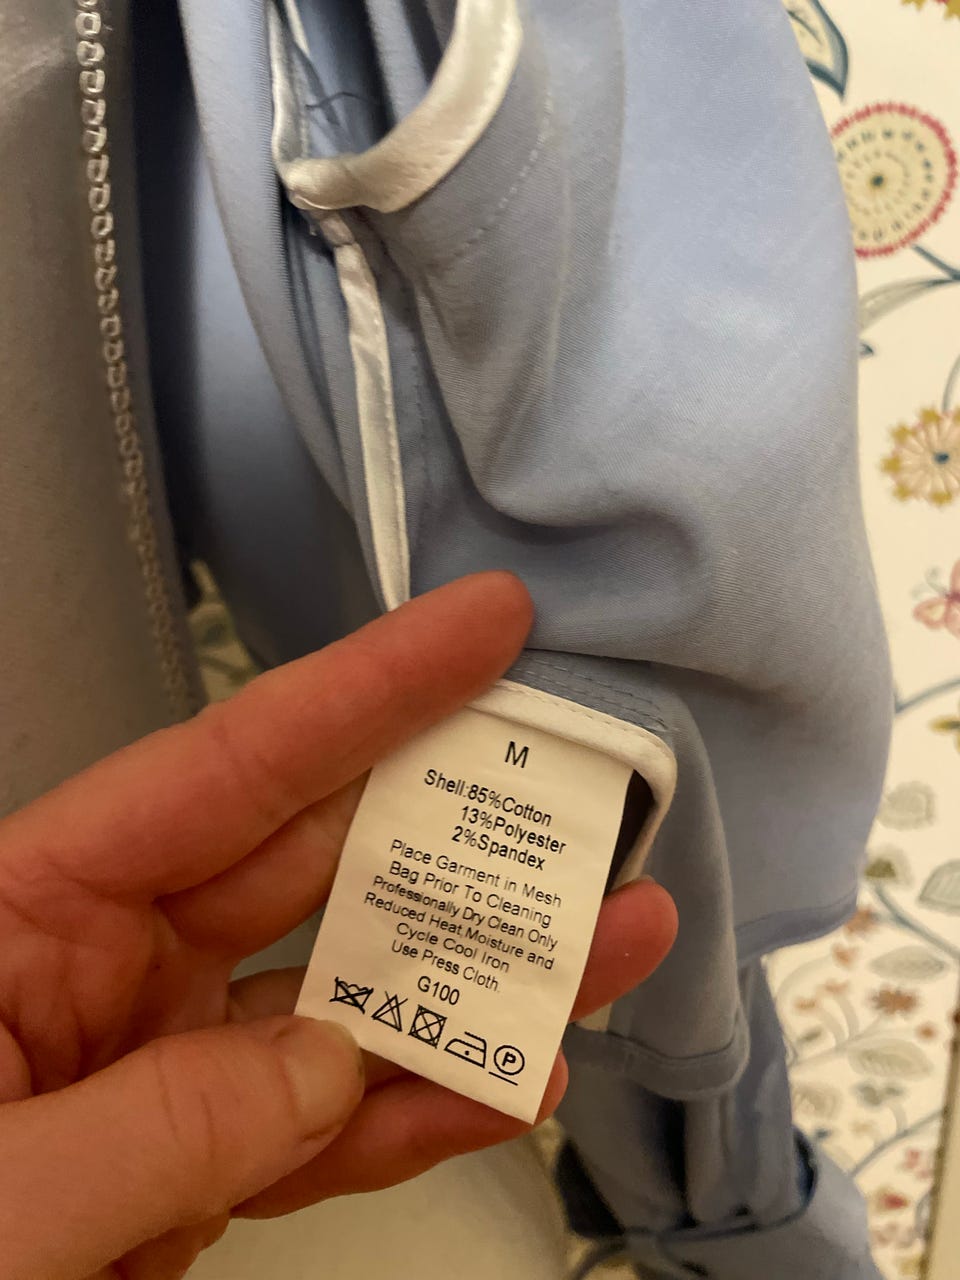 M
Shell:85%Cotton
13%Polyester
2%Spandex
Place Garment in Mesh
Bag Prior To Cleaning
Professionally Dry Clean Only
Reduced Heat,Moisture and
Cycle Cool Iron
Use Press Cloth.
G100
P